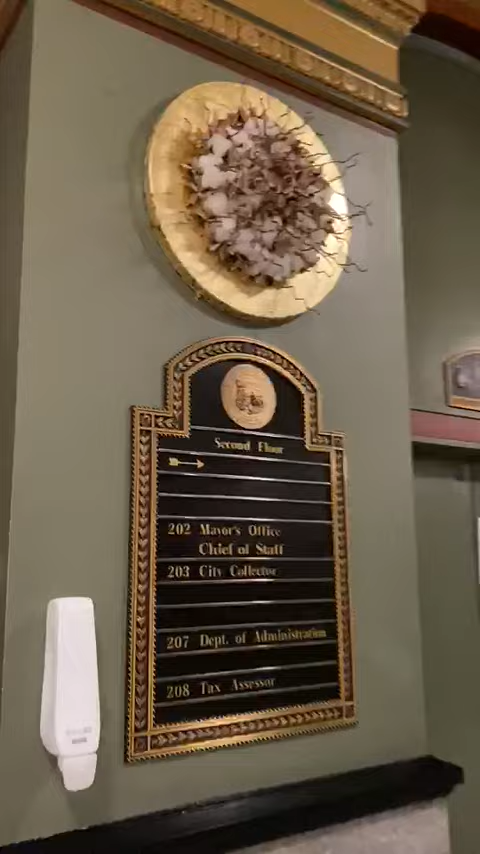 Second Floor
202 Mayor's Office
Chief of Staff
203 City Collector
207 Dept. of Administration
208 Tax Assessor